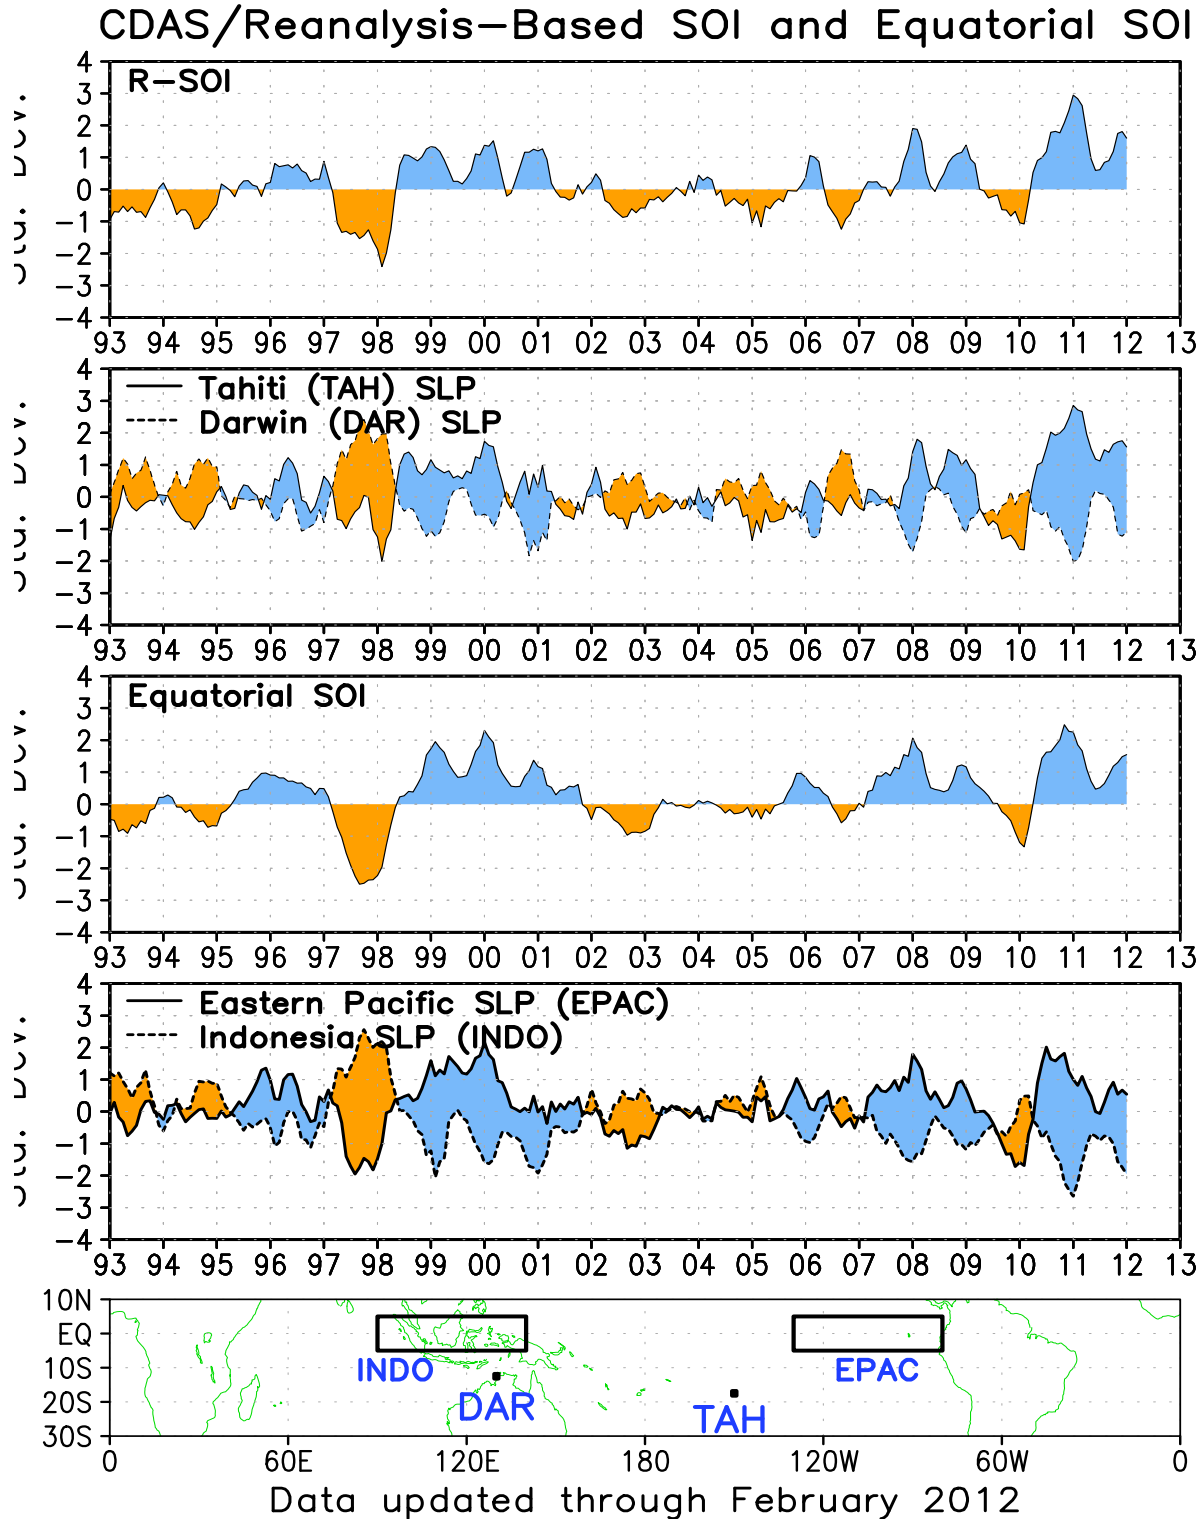 CDAS/Reanalysis-Based SOI and Equatorial SOI
R-SOI
4
3
2
1
0
-1
-2
-3
-4
93 94 95 96 97 98 99 00 01 02 03 04 05 06 07 08 09 10 11 12 13
Tahiti (TAH) SLP
Darwin (DAR) SLP
4
3
2
1
0
-1
-2
-3
-4
93 94 95 96 97 98 99 00 01 02 03 04 05 06 07 08 09 10 11 12 13
Equatorial SOI
4
3
2
1
0
-1
-2
-3
-4
93 94 95 96 97 98 99 00 01 02 03 04 05 06 07 08 09 10 11 12 13
Eastern Pacific SLP (EPAC)
Indonesia SLP (INDO)
4
3
2
1
0
-1
-2
-3
-4
93 94 95 96 97 98 99 00 01 02 03 04 05 06 07 08 09 10 11 12 13
10N
EQ
10S
20S
30S
INDO
EPAC
DAR
TAH
0 60E 120E 180 120W 60W 0
Data updated through February 2012